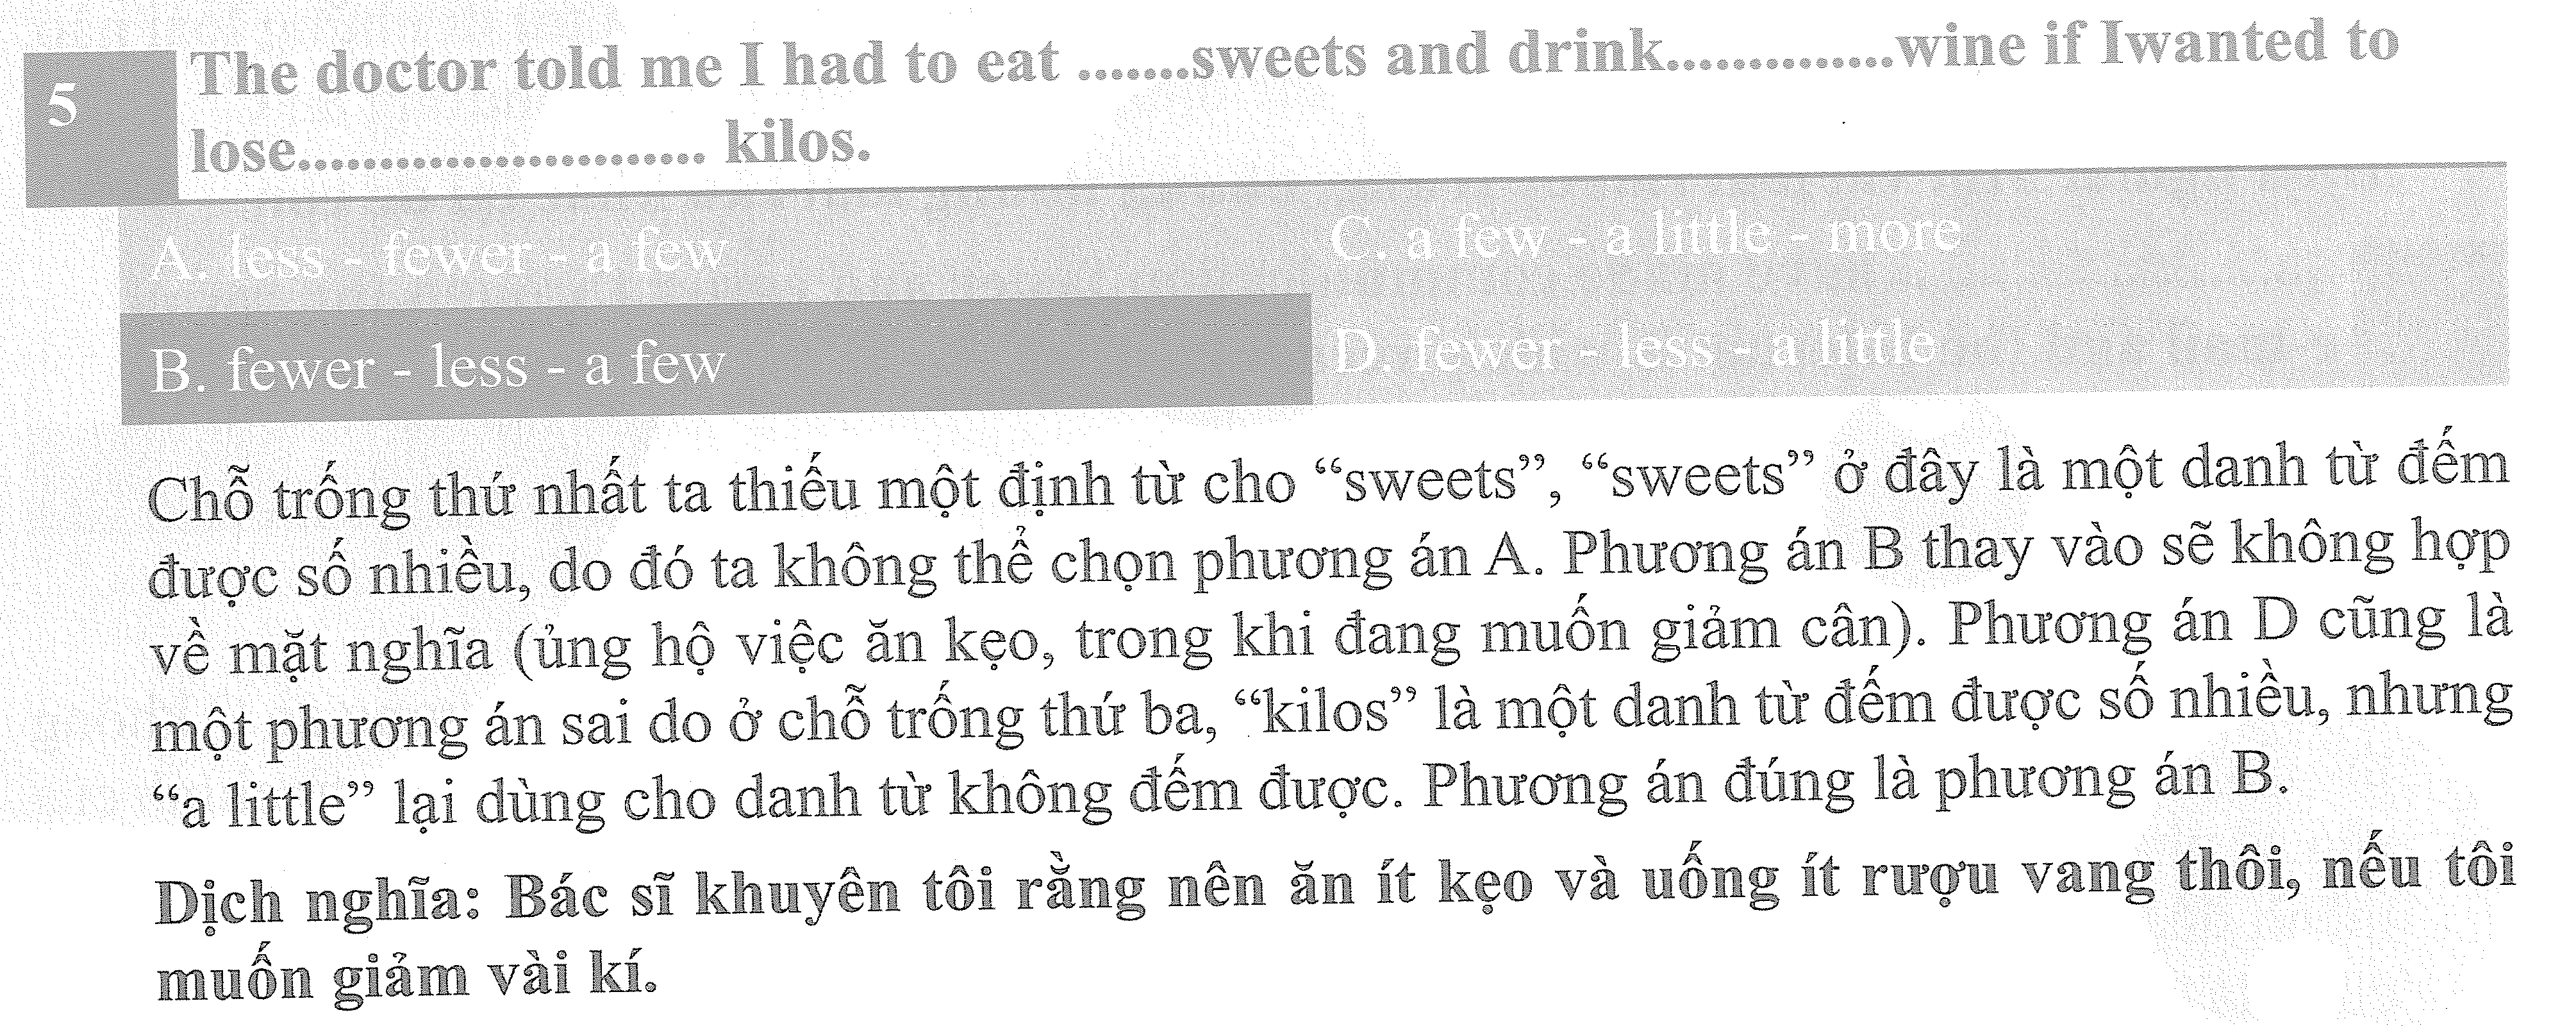 5
The doctor told me I had to eat .......sweets and drink..............wine if Iwanted to
lose......................... kilos.
A. less - fewer - a few
C. a few - a little - more
B. fewer - less - a few
D. fewer - less - a little
Chỗ trống thứ nhất ta thiếu một định từ cho “sweets”, “sweets” ở đây là một danh từ đếm
được số nhiều, do đó ta không thể chọn phương án A. Phương án B thay vào sẽ không hợp
về mặt nghĩa (ủng hộ việc ăn kẹo, trong khi đang muốn giảm cân). Phương án D cũng là
một phương án sai do ở chỗ trống thứ ba, “kilos” là một danh từ đếm được số nhiều, nhưng
“a little” lại dùng cho danh từ không đếm được. Phương án đúng là phương án B.
Dịch nghĩa: Bác sĩ khuyên tôi rằng nên ăn ít kẹo và uống ít rượu vang thôi, nếu tôi
muốn giảm vài kí.